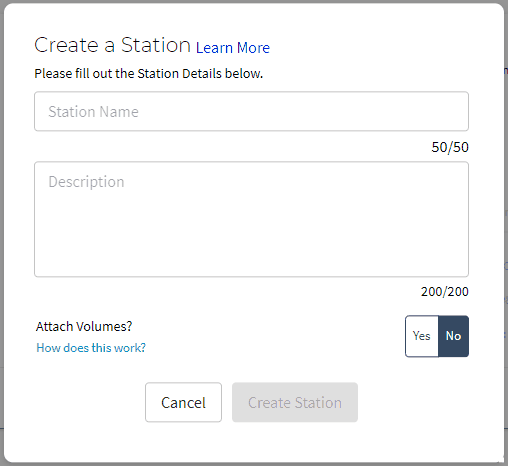 Create a Station Learn More
Please fill out the Station Details below.
Station Name
50/50
Description
200/200
Attach Volumes?
Yes No
How does this work?
Cancel Create Station